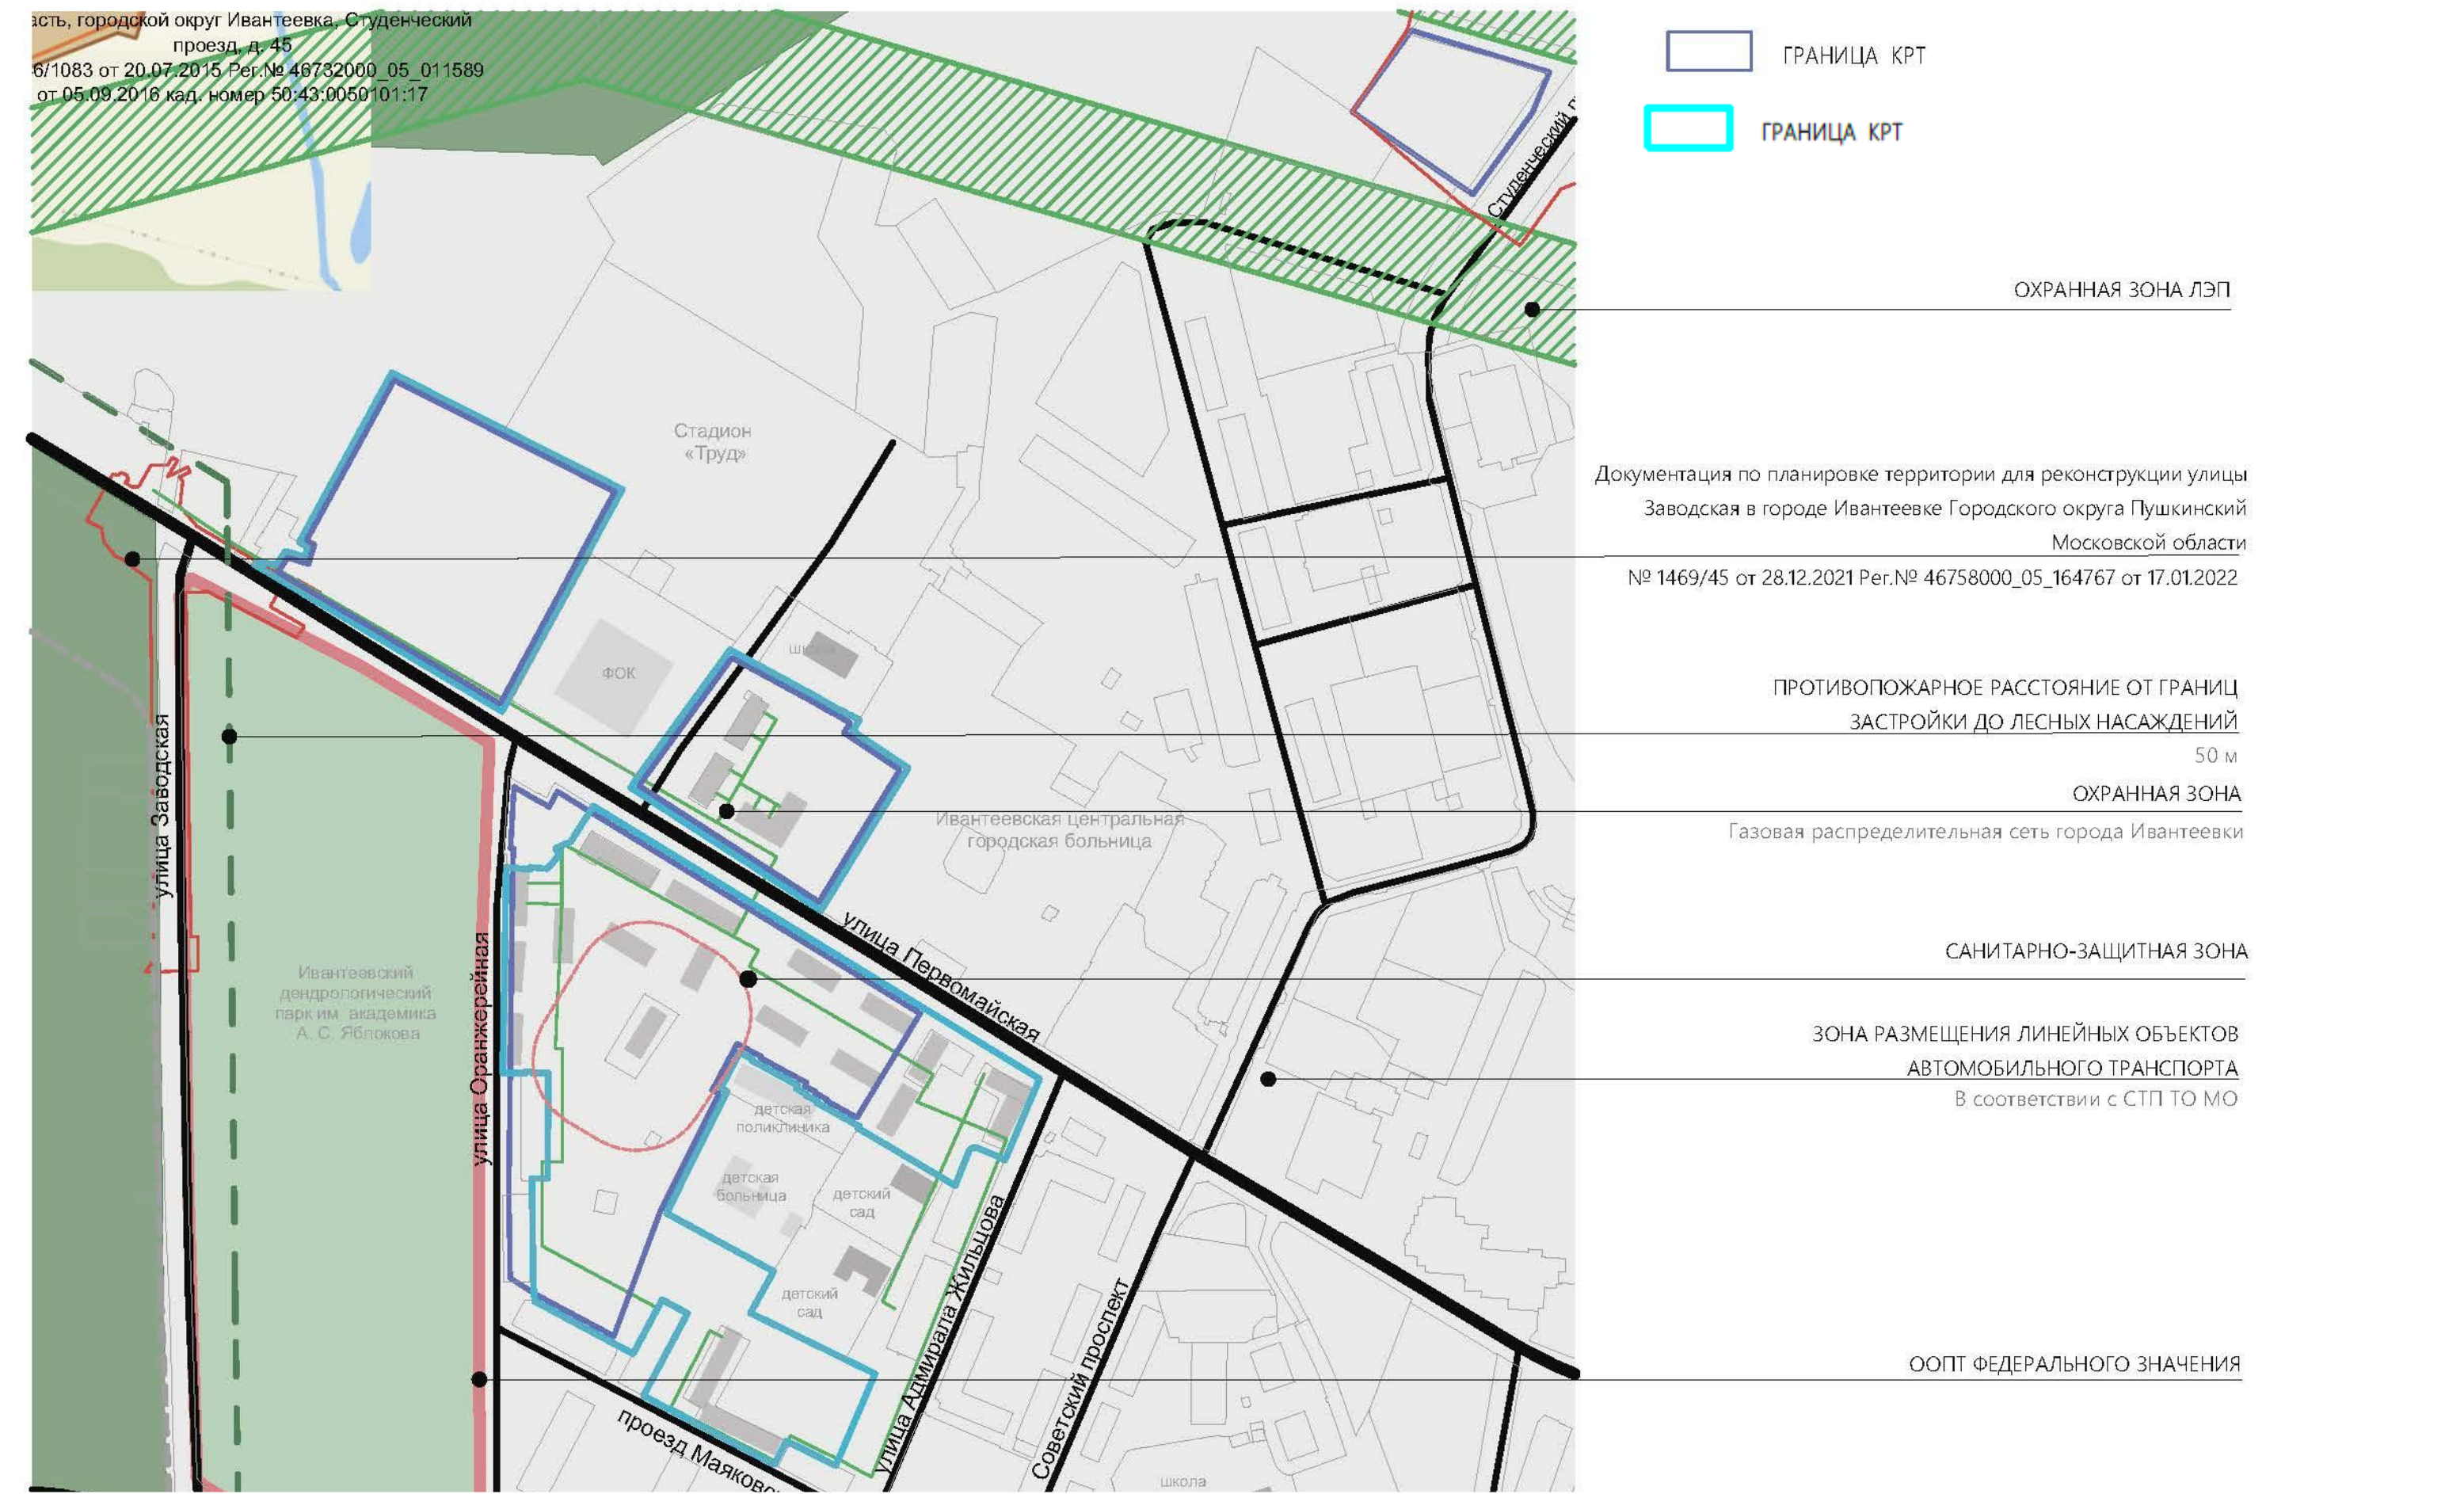 асть, городской округ Ивантеевка, Студенческий
проезд, д. 45
6/1083 от 20.07.2015 Рег.№ 46732000_05_011589
от 05.09.2016 кад. номер 50:43:0050101:17
ГРАНИЦА КРТ
ГРАНИЦА КРТ
Студенческий п
ОХРАННАЯ ЗОНА ЛЭП
Стадион
«Труд»
Документация по планировке территории для реконструкции улицы
Заводская в городе Ивантеевке Городского округа Пушкинский
Московской области
№ 1469/45 от 28.12.2021 Рег.№ 46758000_05_164767 от 17.01.2022
ФОК
ПРОТИВОПОЖАРНОЕ РАССТОЯНИЕ ОТ ГРАНИЦ
ЗАСТРОЙКИ ДО ЛЕСНЫХ НАСАЖДЕНИЙ
50 м
ОХРАННАЯ ЗОНА
Газовая распределительная сеть города Ивантеевки
улица Заводская
Ивантеевская центральная
городская больница
улица Первомайская
САНИТАРНО-ЗАЩИТНАЯ ЗОНА
Ивантеевский
дендрологический
парк им. академика
А. С. Яблокова
улица Оранжерейная
ЗОНА РАЗМЕЩЕНИЯ ЛИНЕЙНЫХ ОБЪЕКТОВ
АВТОМОБИЛЬНОГО ТРАНСПОРТА
В соответствии с СТП ТО МО
детская
поликлиника
детская
больница
детский
сад
детский
сад
улица Адмирала Жильцова
Советский проспект
ООПТ ФЕДЕРАЛЬНОГО ЗНАЧЕНИЯ
проезд Маяковс
школа